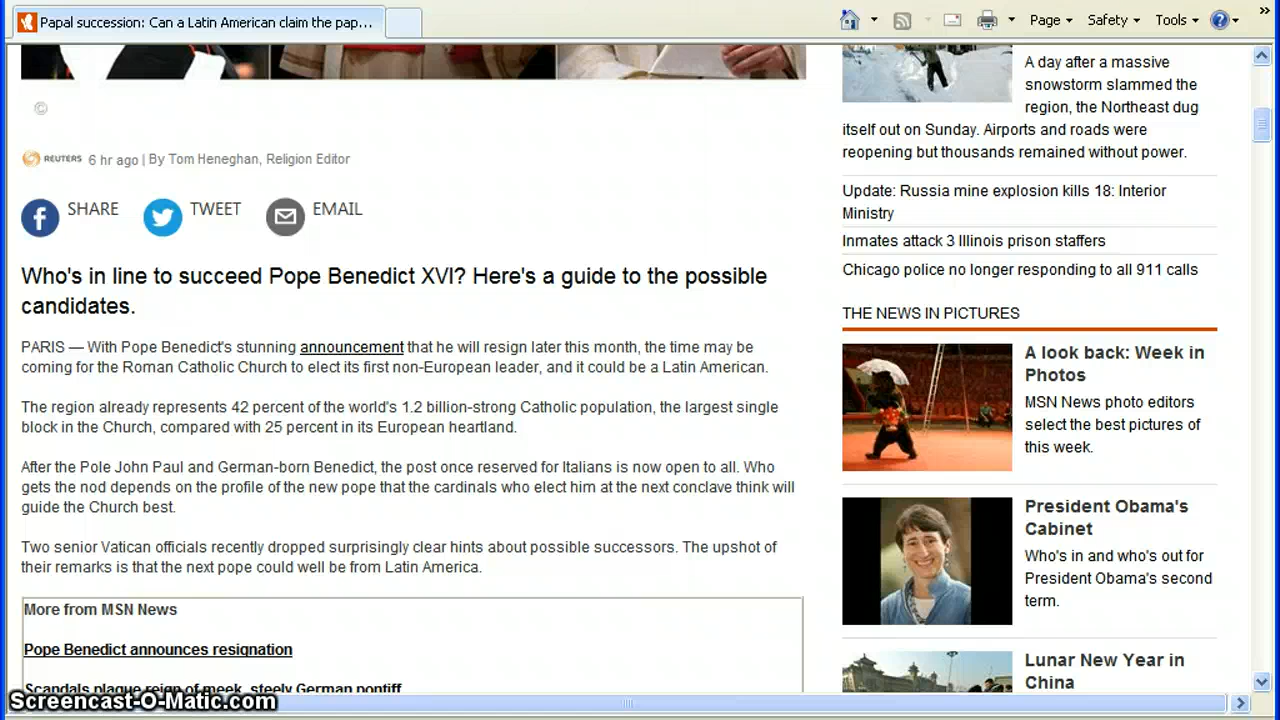 Papal succession: Can a Latin American claim the pap...
Page
Safety
Tools
©
REUTERS 6 hr ago | By Tom Heneghan, Religion Editor
SHARE
TWEET
EMAIL
Who's in line to succeed Pope Benedict XVI? Here's a guide to the possible
candidates.
PARIS — With Pope Benedict's stunning announcement that he will resign later this month, the time may be
coming for the Roman Catholic Church to elect its first non-European leader, and it could be a Latin American.
The region already represents 42 percent of the world's 1.2 billion-strong Catholic population, the largest single
block in the Church, compared with 25 percent in its European heartland.
After the Pole John Paul and German-born Benedict, the post once reserved for Italians is now open to all. Who
gets the nod depends on the profile of the new pope that the cardinals who elect him at the next conclave think will
guide the Church best.
Two senior Vatican officials recently dropped surprisingly clear hints about possible successors. The upshot of
their remarks is that the next pope could well be from Latin America.
More from MSN News
Pope Benedict announces resignation
Scandals plague reign of meek, steely German pontiff
A day after a massive
snowstorm slammed the
region, the Northeast dug
itself out on Sunday. Airports and roads were
reopening but thousands remained without power.
Update: Russia mine explosion kills 18: Interior
Ministry
Inmates attack 3 Illinois prison staffers
Chicago police no longer responding to all 911 calls
THE NEWS IN PICTURES
A look back: Week in
Photos
MSN News photo editors
select the best pictures of
this week.
President Obama's
Cabinet
Who's in and who's out for
President Obama's second
term.
Lunar New Year in
China
Screencast-O-Matic.com